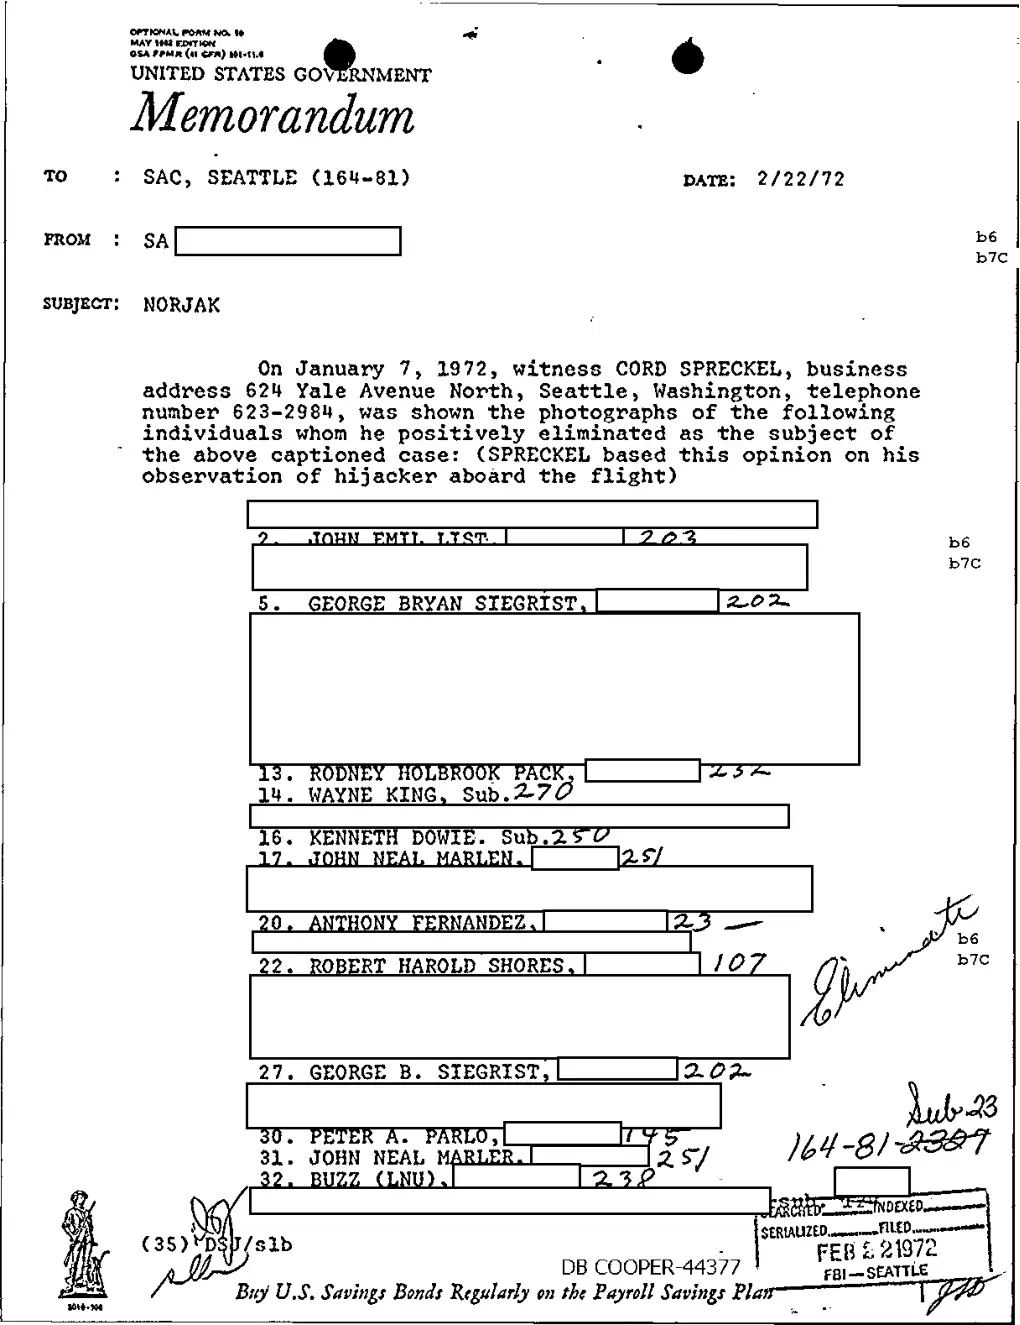 OPTIONAL FORM NO. 10
MAY 1962 EDITION
GSA FPMR (41 CFR) 101-11.6
UNITED STATES GOVERNMENT
Memorandum
TO : SAC, SEATTLE (164-81) DATE: 2/22/72
FROM : SA
b6
b7C
SUBJECT: NORJAK
On January 7, 1972, witness CORD SPRECKEL, business
address 624 Yale Avenue North, Seattle, Washington, telephone
number 623-2984, was shown the photographs of the following
individuals whom he positively eliminated as the subject of
the above captioned case: (SPRECKEL based this opinion on his
observation of hijacker aboard the flight)
2. JOHN EMIL LIST, 203
b6
b7C
5. GEORGE BRYAN SIEGRIST, 202
13. RODNEY HOLBROOK PACK, 232
14. WAYNE KING, Sub.270
16. KENNETH DOWIE. Sub.250
17. JOHN NEAL MARLEN, 251
20. ANTHONY FERNANDEZ, 23 —
Eliminate
b6
b7C
22. ROBERT HAROLD SHORES, 107
27. GEORGE B. SIEGRIST, 202
Sub-23
30. PETER A. PARLO, 145
164-81-2327
31. JOHN NEAL MARLER. 251
32. BUZZ (LNU), 238
SEARCHED INDEXED
SERIALIZED FILED
FEB 22 1972
FBI—SEATTLE
(35) DSJ/slb
DB COOPER-44377
Buy U.S. Savings Bonds Regularly on the Payroll Savings Plan
5010-108